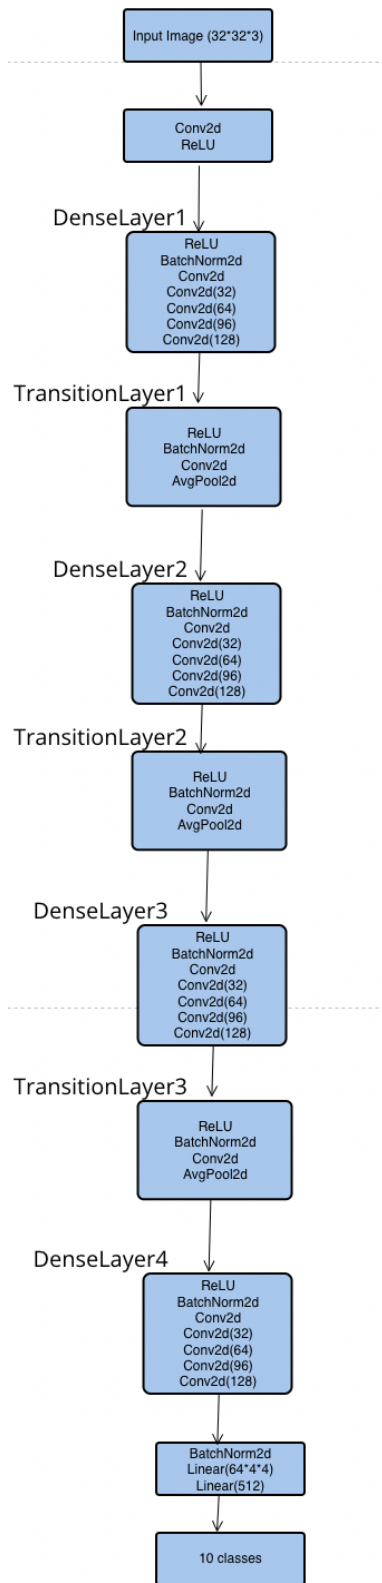 Input Image (32*32*3)
Conv2d
ReLU
DenseLayer1
ReLU
BatchNorm2d
Conv2d
Conv2d(32)
Conv2d(64)
Conv2d(96)
Conv2d(128)
TransitionLayer1
ReLU
BatchNorm2d
Conv2d
AvgPool2d
DenseLayer2
ReLU
BatchNorm2d
Conv2d
Conv2d(32)
Conv2d(64)
Conv2d(96)
Conv2d(128)
TransitionLayer2
ReLU
BatchNorm2d
Conv2d
AvgPool2d
DenseLayer3
ReLU
BatchNorm2d
Conv2d
Conv2d(32)
Conv2d(64)
Conv2d(96)
Conv2d(128)
TransitionLayer3
ReLU
BatchNorm2d
Conv2d
AvgPool2d
DenseLayer4
ReLU
BatchNorm2d
Conv2d
Conv2d(32)
Conv2d(64)
Conv2d(96)
Conv2d(128)
BatchNorm2d
Linear(64*4*4)
Linear(512)
10 classes